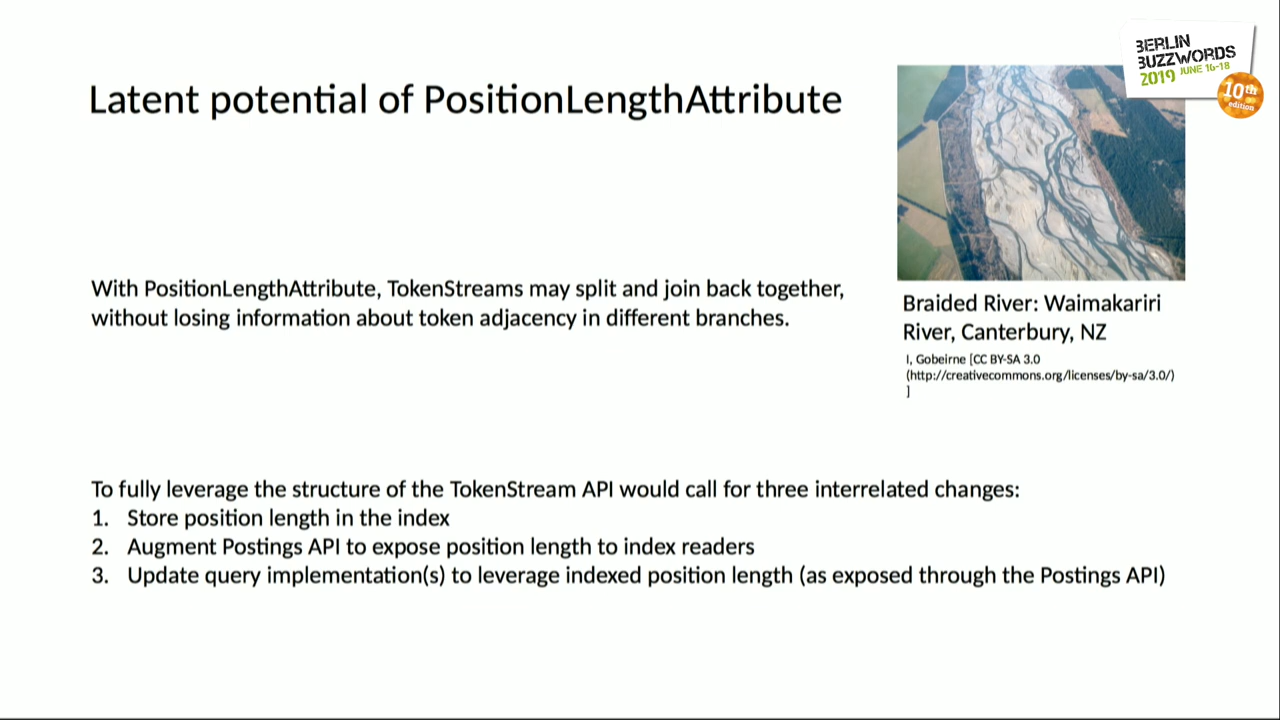 BERLIN
BUZZWORDS
2019 JUNE 16-18
10th
edition
Latent potential of PositionLengthAttribute
With PositionLengthAttribute, TokenStreams may split and join back together,
without losing information about token adjacency in different branches.
Braided River: Waimakariri
River, Canterbury, NZ
I, Gobeirne [CC BY-SA 3.0
(http://creativecommons.org/licenses/by-sa/3.0/)
]
To fully leverage the structure of the TokenStream API would call for three interrelated changes:
1. Store position length in the index
2. Augment Postings API to expose position length to index readers
3. Update query implementation(s) to leverage indexed position length (as exposed through the Postings API)